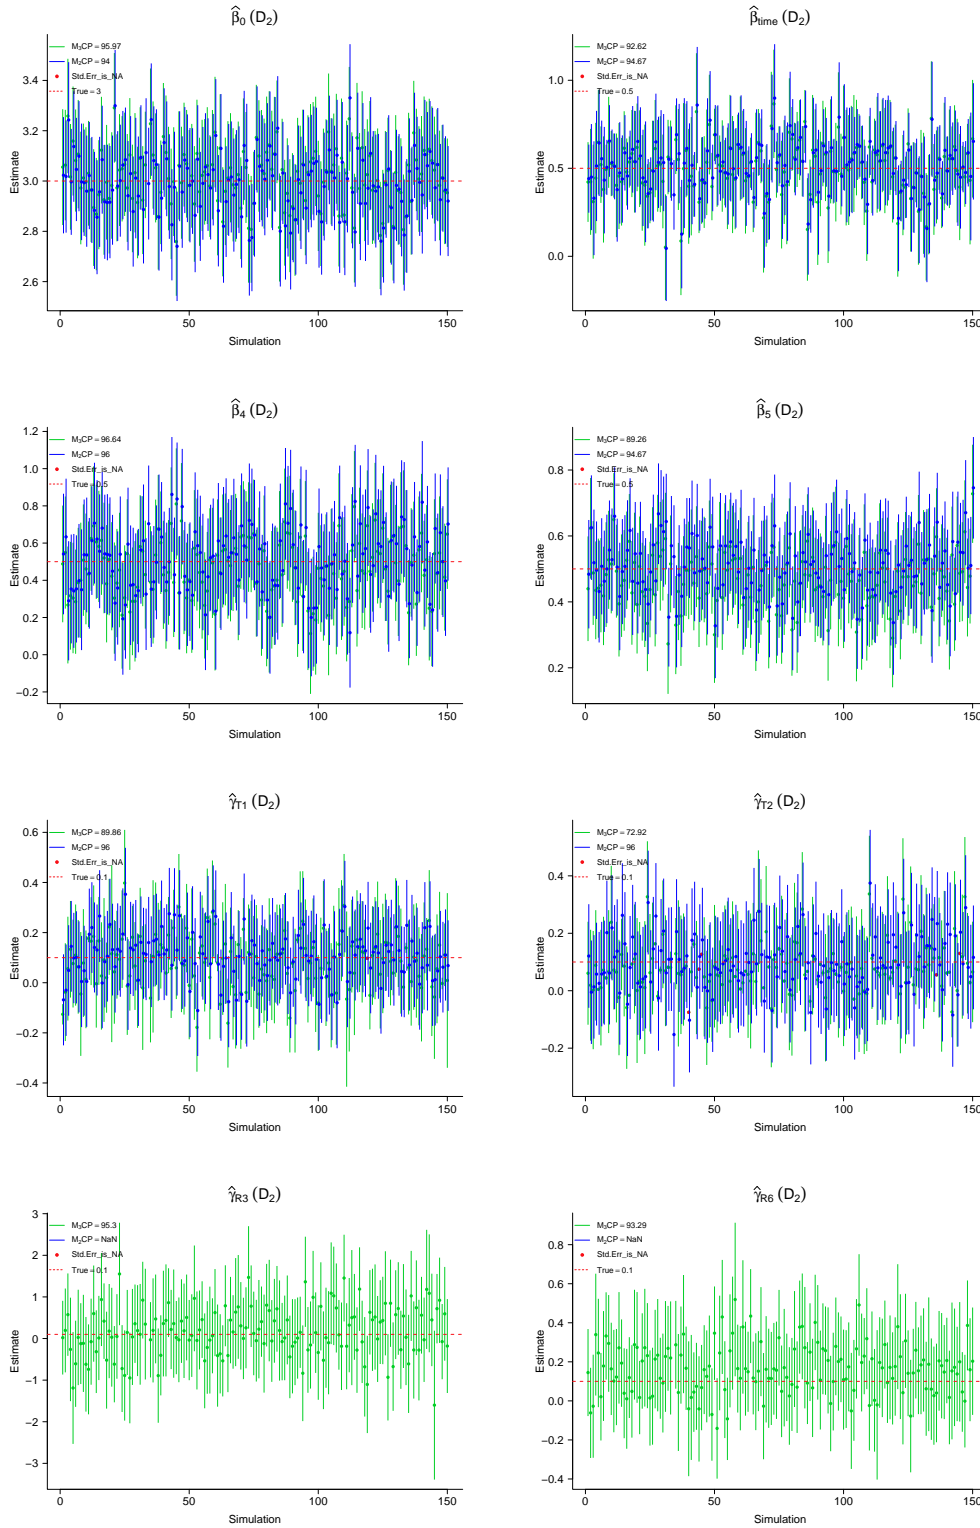 β̂0 (D2)
M3CP = 95.97
M2CP = 94
Std.Err_is_NA
True = 3
3.4
3.2
3.0
2.8
2.6
Estimate
0
50
100
150
Simulation
β̂time (D2)
M3CP = 92.62
M2CP = 94.67
Std.Err_is_NA
True = 0.5
1.0
0.5
0.0
Estimate
0
50
100
150
Simulation
β̂4 (D2)
M3CP = 96.64
M2CP = 96
Std.Err_is_NA
True = 0.5
1.2
1.0
0.8
0.6
0.4
0.2
0.0
−0.2
Estimate
0
50
100
150
Simulation
β̂5 (D2)
M3CP = 89.26
M2CP = 94.67
Std.Err_is_NA
True = 0.5
0.8
0.6
0.4
0.2
Estimate
0
50
100
150
Simulation
γ̂T1 (D2)
M3CP = 89.86
M2CP = 96
Std.Err_is_NA
True = 0.1
0.6
0.4
0.2
0.0
−0.2
−0.4
Estimate
0
50
100
150
Simulation
γ̂T2 (D2)
M3CP = 72.92
M2CP = 96
Std.Err_is_NA
True = 0.1
0.4
0.2
0.0
−0.2
Estimate
0
50
100
150
Simulation
γ̂R3 (D2)
M3CP = 95.3
M2CP = NaN
Std.Err_is_NA
True = 0.1
3
2
1
0
−1
−2
−3
Estimate
0
50
100
150
Simulation
γ̂R6 (D2)
M3CP = 93.29
M2CP = NaN
Std.Err_is_NA
True = 0.1
0.8
0.6
0.4
0.2
0.0
−0.2
−0.4
Estimate
0
50
100
150
Simulation